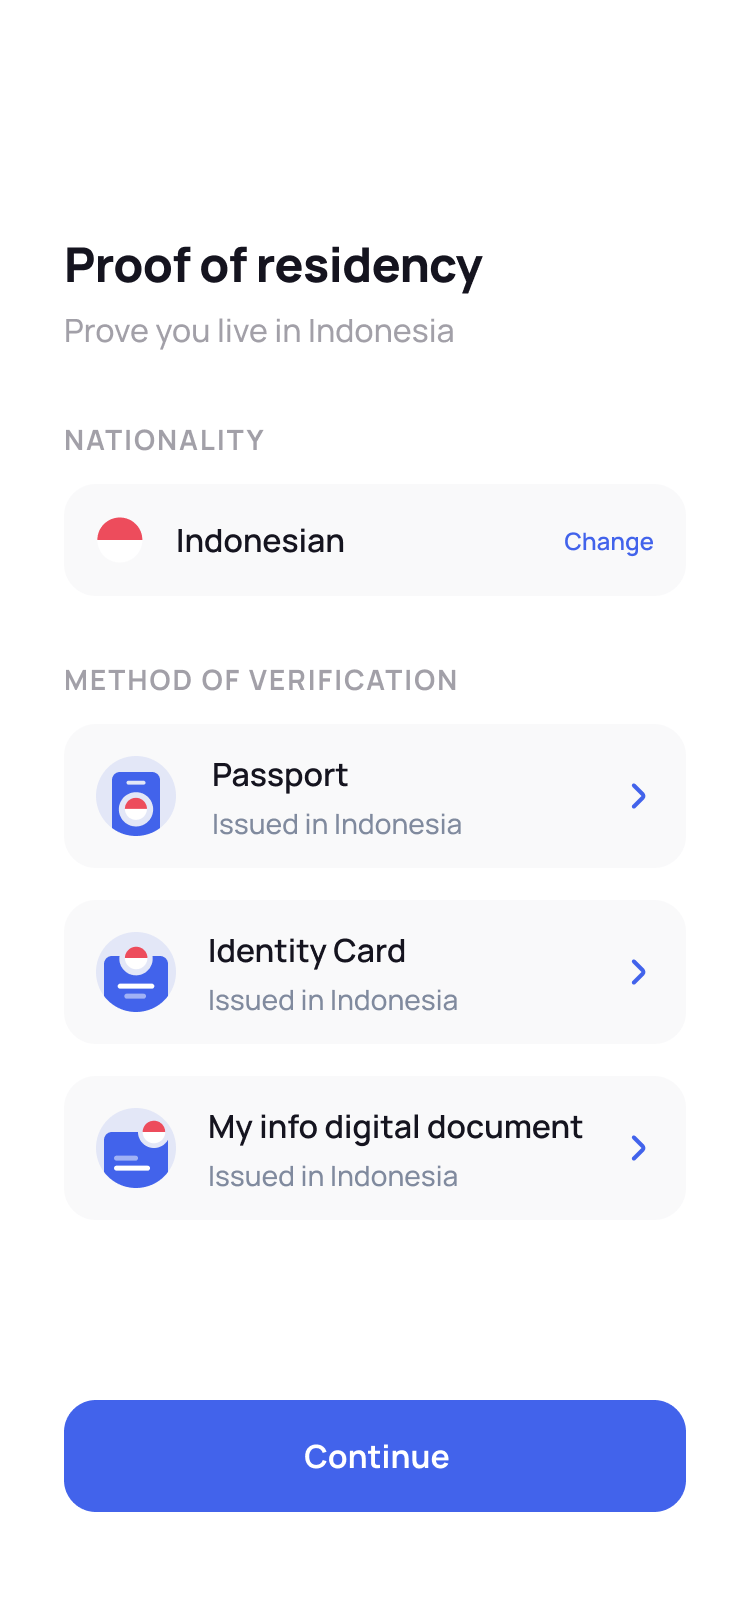 Proof of residency
Prove you live in Indonesia
NATIONALITY
Indonesian
Change
METHOD OF VERIFICATION
Passport
Issued in Indonesia
Identity Card
Issued in Indonesia
My info digital document
Issued in Indonesia
Continue